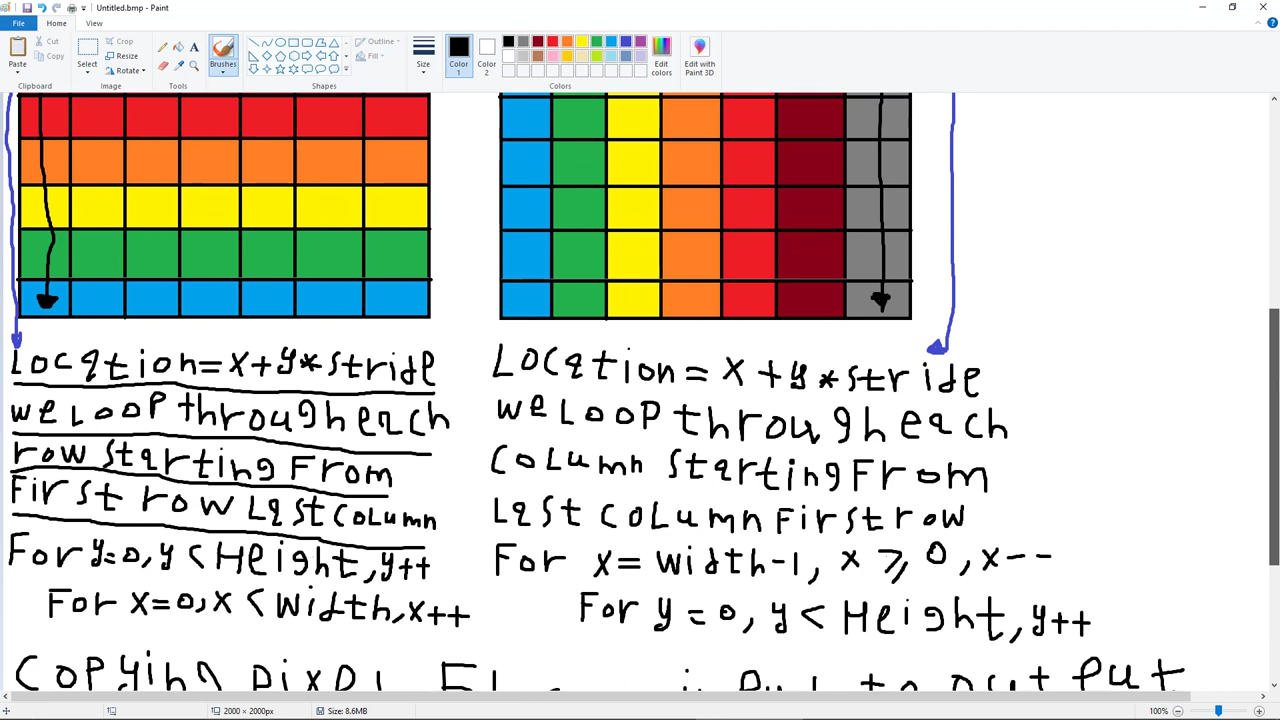 Untitled.bmp - Paint
File
Home
View
Paste
Cut
Copy
Clipboard
Select
Crop
Resize
Rotate
Image
Tools
Brushes
Outline
Fill
Shapes
Size
Color 1
Color 2
Edit colors
Edit with Paint 3D
Colors
Location=x+y*stride
we Loop through each
row starting From
First row Last column
For y=0,y<Height,y++
For x=0,x<width,x++
Location=x+y*stride
we Loop through each
column starting From
Last column First row
For x=width-1, x≥0,x--
For y=0,y<Height,y++
Copying pixel
to output
2000 × 2000px
Size: 8.6MB
100%